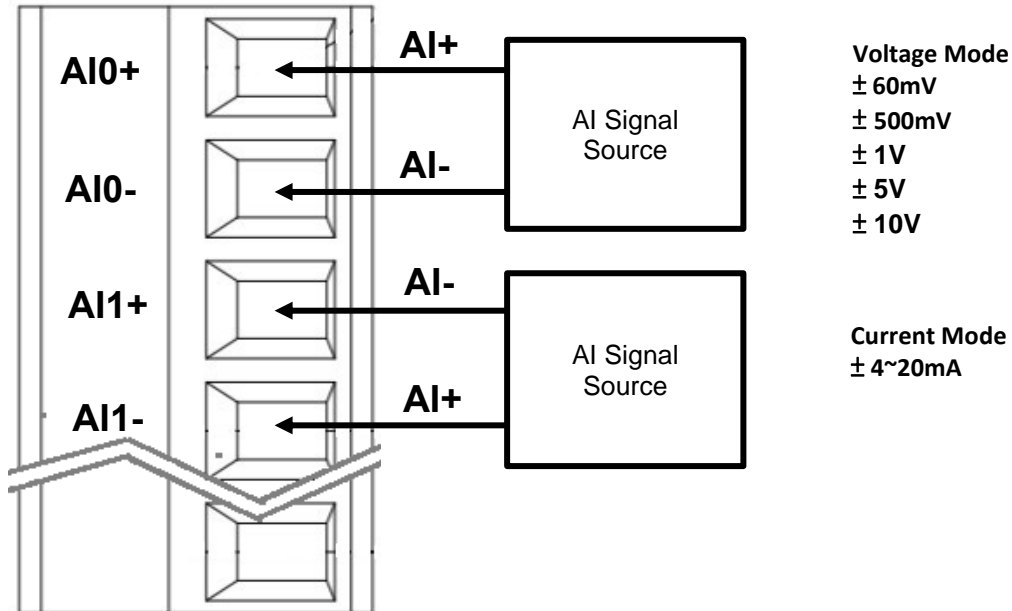 AI0+
AI+
AI0-
AI-
AI Signal
Source
Voltage Mode
± 60mV
± 500mV
± 1V
± 5V
± 10V
AI1+
AI-
AI1-
AI+
AI Signal
Source
Current Mode
± 4~20mA